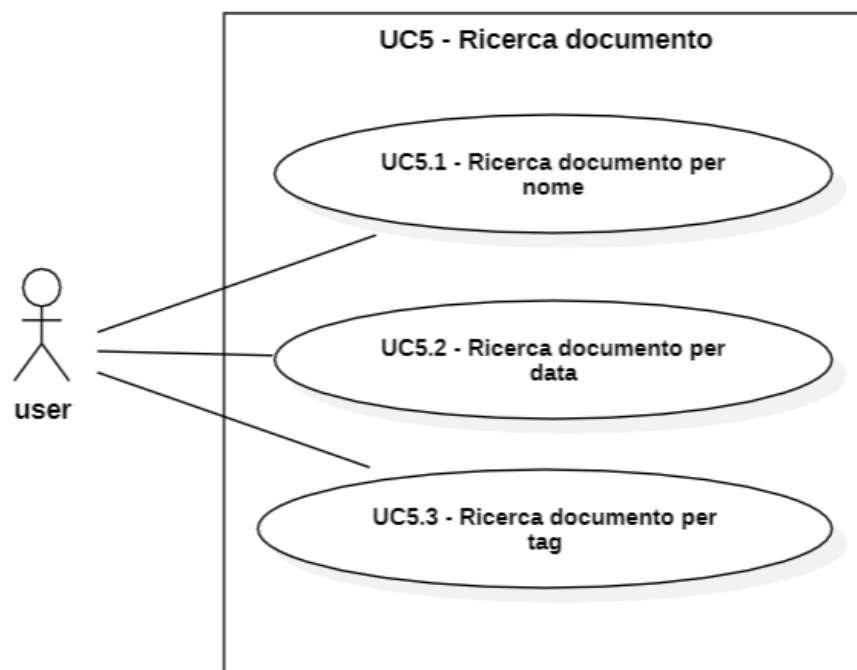 UC5 - Ricerca documento
UC5.1 - Ricerca documento per
nome
UC5.2 - Ricerca documento per
data
user
UC5.3 - Ricerca documento per
tag